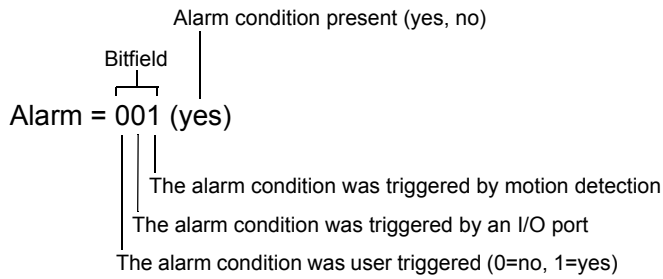 Alarm condition present (yes, no)
Bitfield
Alarm = 001 (yes)
The alarm condition was triggered by motion detection
The alarm condition was triggered by an I/O port
The alarm condition was user triggered (0=no, 1=yes)